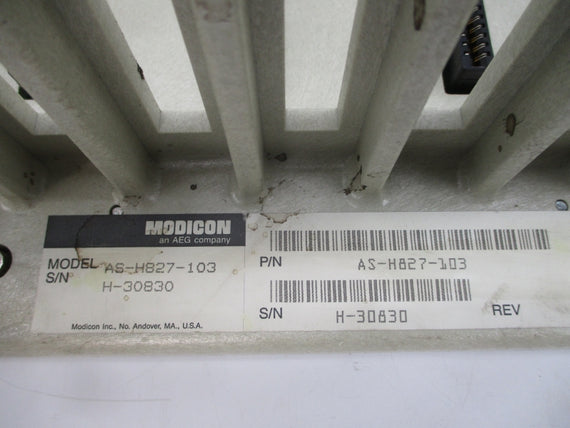 MODICON
an AEG company
MODEL AS-H827-103
S/N H-30830
Modicon Inc., No. Andover, MA., U.S.A.
P/N AS-H827-103
S/N H-30830 REV